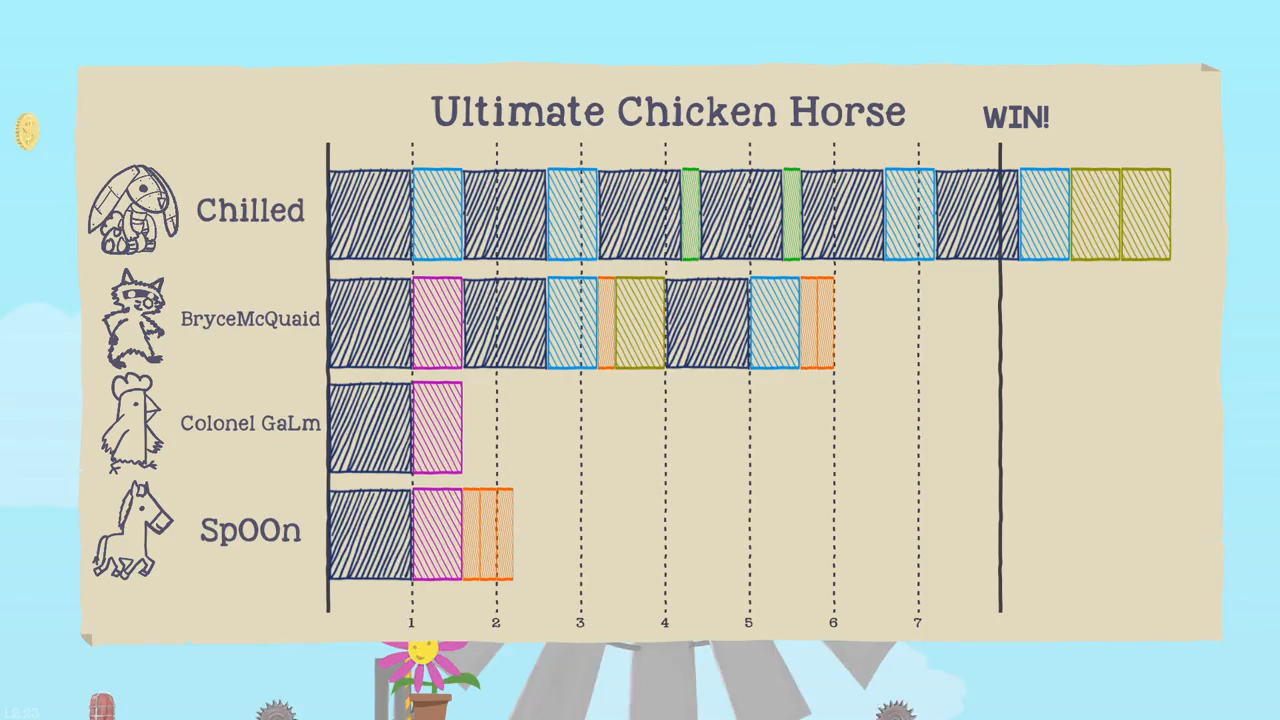 Ultimate Chicken Horse
WIN!
Chilled
BryceMcQuaid
Colonel GaLm
SpOOn
1 2 3 4 5 6 7